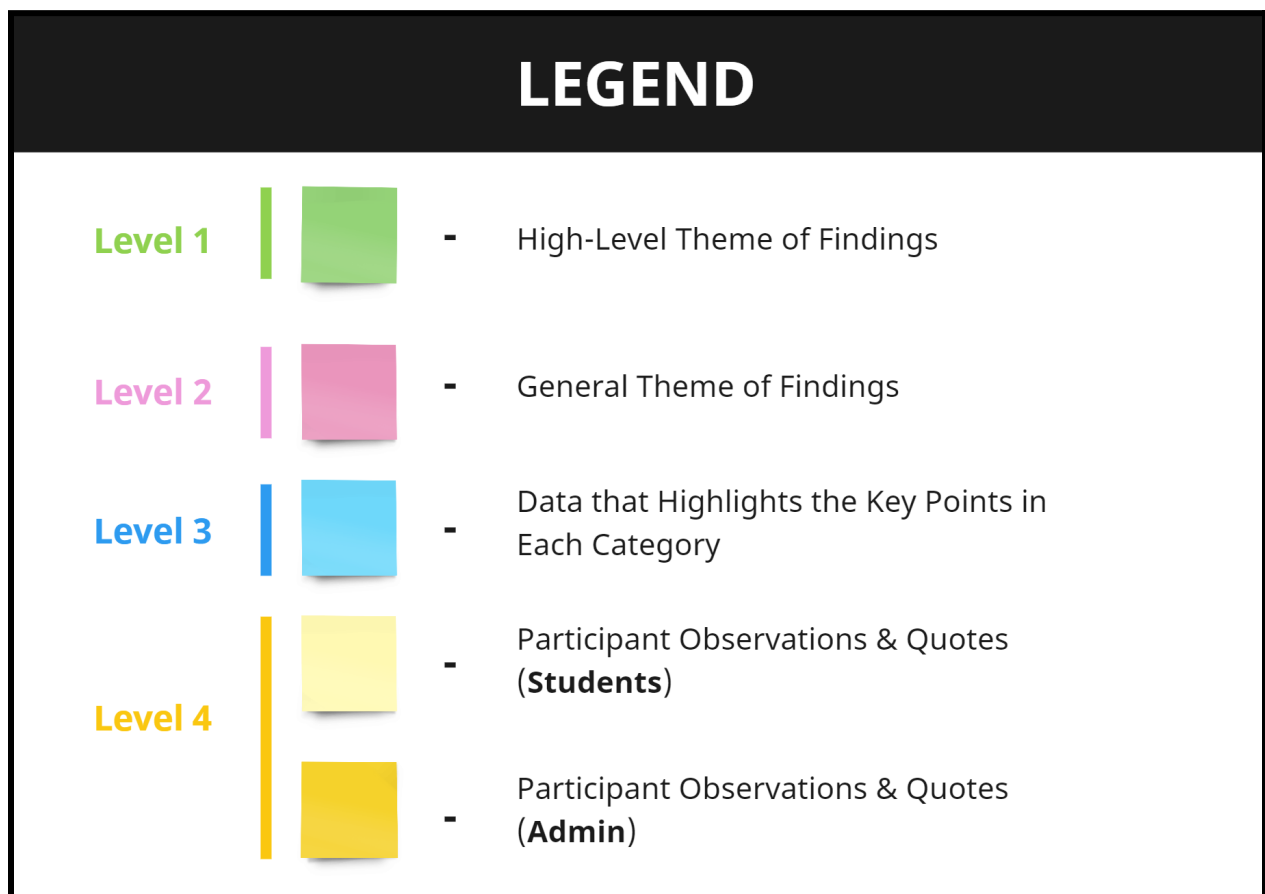 LEGEND
Level 1 - High-Level Theme of Findings
Level 2 - General Theme of Findings
Level 3 - Data that Highlights the Key Points in
Each Category
Level 4
- Participant Observations & Quotes
(Students)
- Participant Observations & Quotes
(Admin)